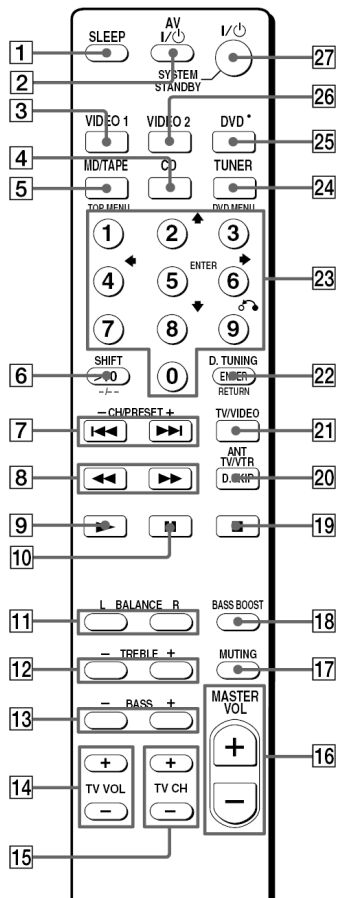 AV
SLEEP I/⏻ I/⏻
1
27
2
SYSTEM
STANDBY
3
26
VIDEO 1 VIDEO 2 DVD
4
25
MD/TAPE CD TUNER
5
24
TOP MENU DVD MENU
1 2 3
ENTER
4 5 6
23
7 8 9
SHIFT D. TUNING
6
>10 0 ENTER
22
-/-- RETURN
− CH/PRESET + TV/VIDEO
7
21
ANT
TV/VTR
8
D.SKIP
20
9
10
19
L BALANCE R BASS BOOST
11
18
− TREBLE + MUTING
12
17
− BASS + MASTER
VOL
13
+ + +
16
14
TV VOL TV CH
− − −
15